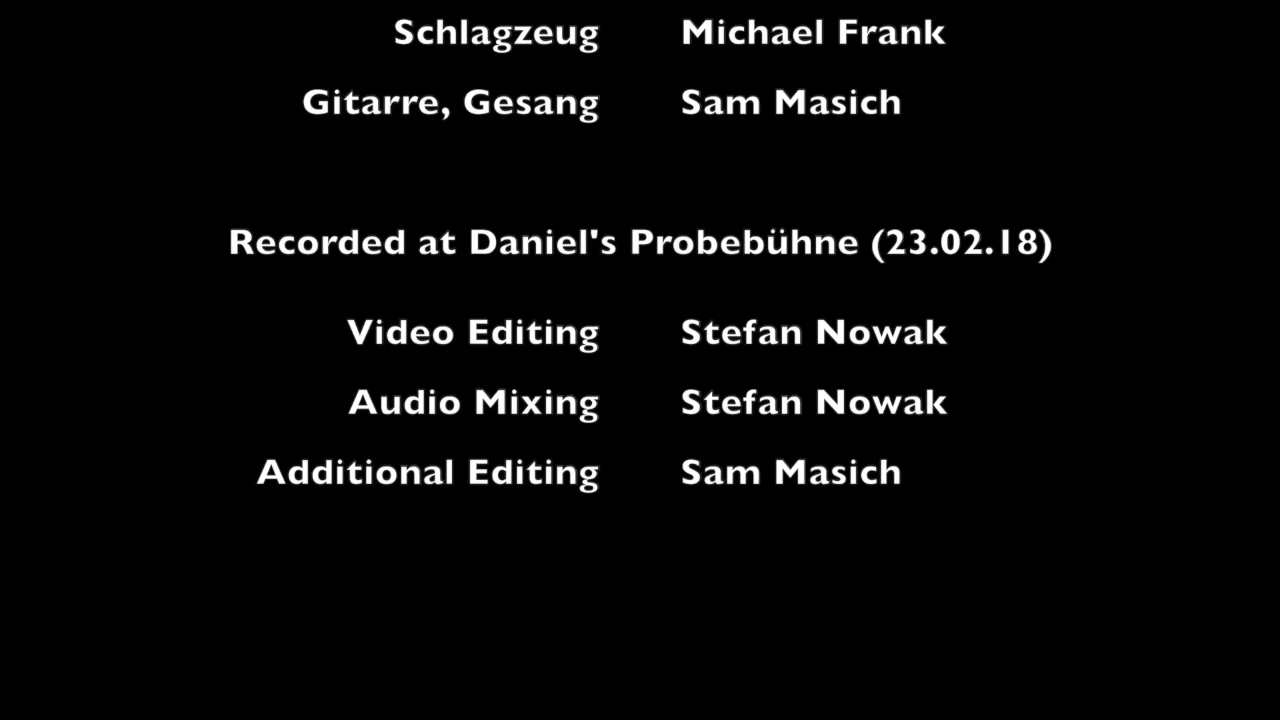 Schlagzeug Michael Frank
Gitarre, Gesang Sam Masich
Recorded at Daniel's Probebühne (23.02.18)
Video Editing Stefan Nowak
Audio Mixing Stefan Nowak
Additional Editing Sam Masich